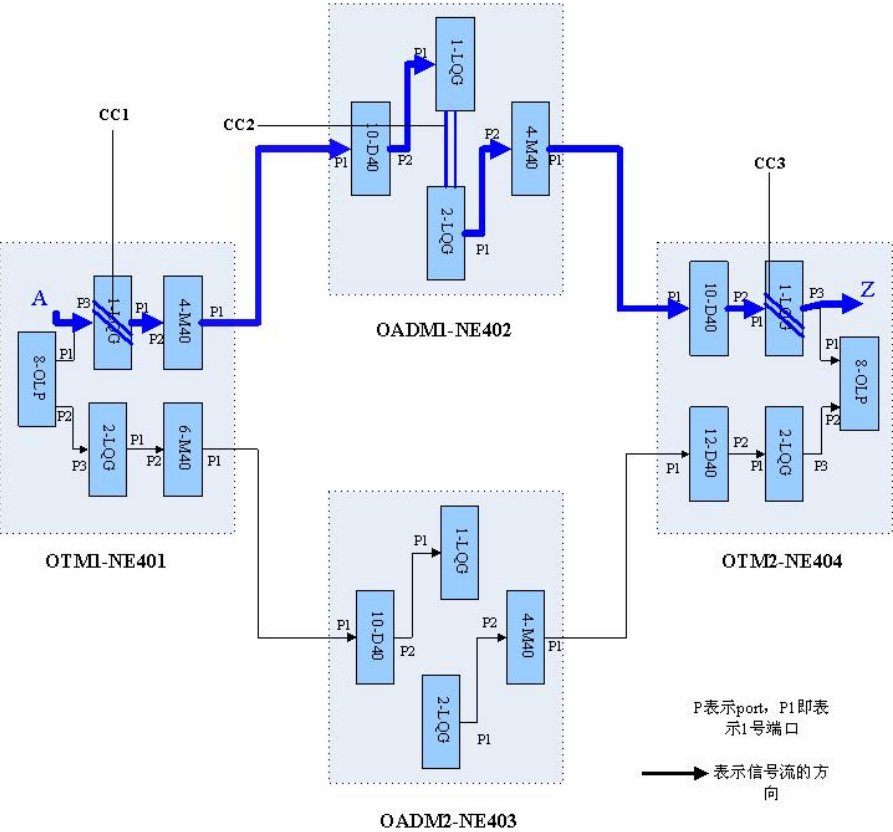 P1
1-LQG
CC1
CC2
10-D40
P2
4-M40
P1
P1
P2
2-LQG
P1
CC3
A
P3
1-LQG
P1
P2
4-M40
P1
OADM1-NE402
P1
10-D40
P2
P1
1-LQG
P3
Z
8-OLP
P1
P2
P3
2-LQG
P1
P2
6-M40
P1
P1
12-D40
P2
P1
2-LQG
P3
P1
P2
8-OLP
OTM1-NE401
OTM2-NE404
P1
1-LQG
P1
10-D40
P2
P2
4-M40
P1
2-LQG
P1
P表示port，P1即表
示1号端口
表示信号流的方
向
OADM2-NE403